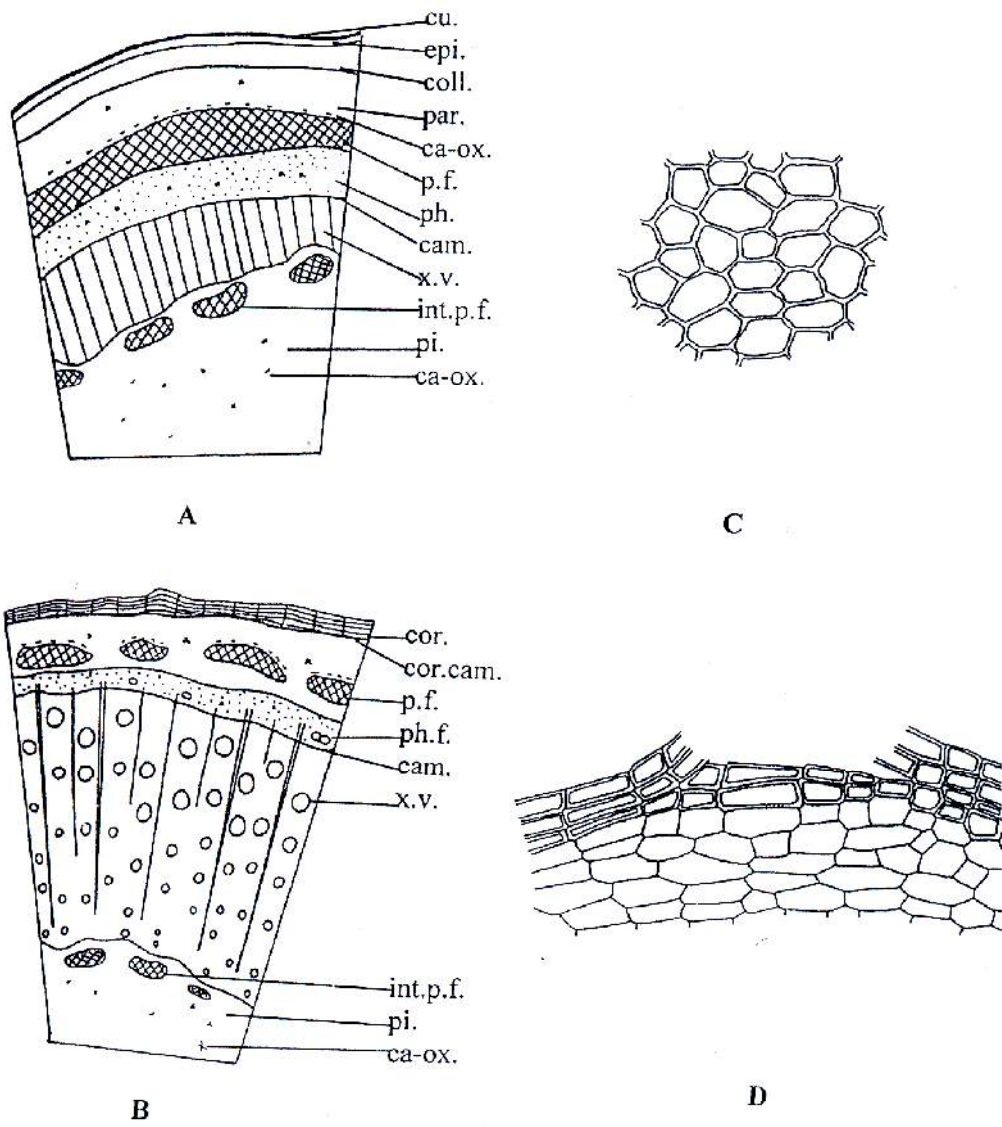 cu.
epi.
coll.
par.
ca-ox.
p.f.
ph.
cam.
x.v.
int.p.f.
pi.
ca-ox.
A
C
cor.
cor.cam.
p.f.
ph.f.
cam.
x.v.
int.p.f.
pi.
ca-ox.
B
D